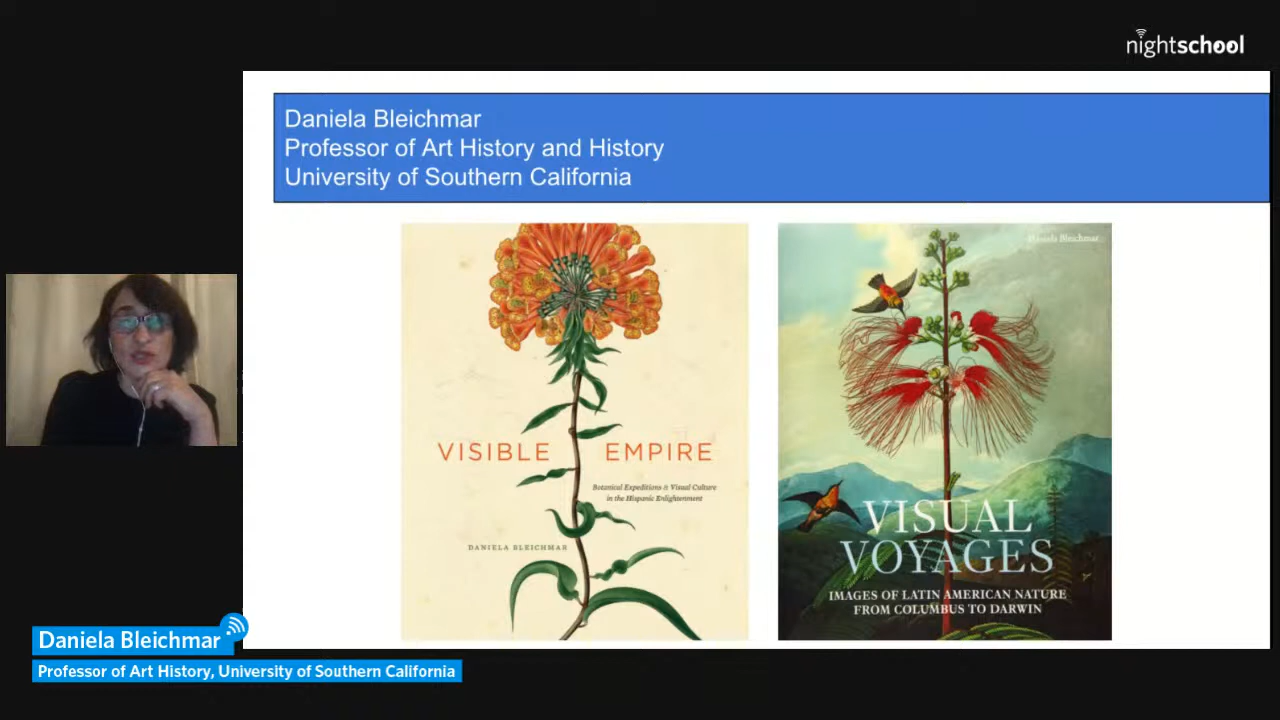 nightschool
Daniela Bleichmar
Professor of Art History and History
University of Southern California
VISIBLE EMPIRE
Botanical Expeditions & Visual Culture
in the Hispanic Enlightenment
DANIELA BLEICHMAR
Daniela Bleichmar
VISUAL
VOYAGES
IMAGES OF LATIN AMERICAN NATURE
FROM COLUMBUS TO DARWIN
Daniela Bleichmar
Professor of Art History, University of Southern California